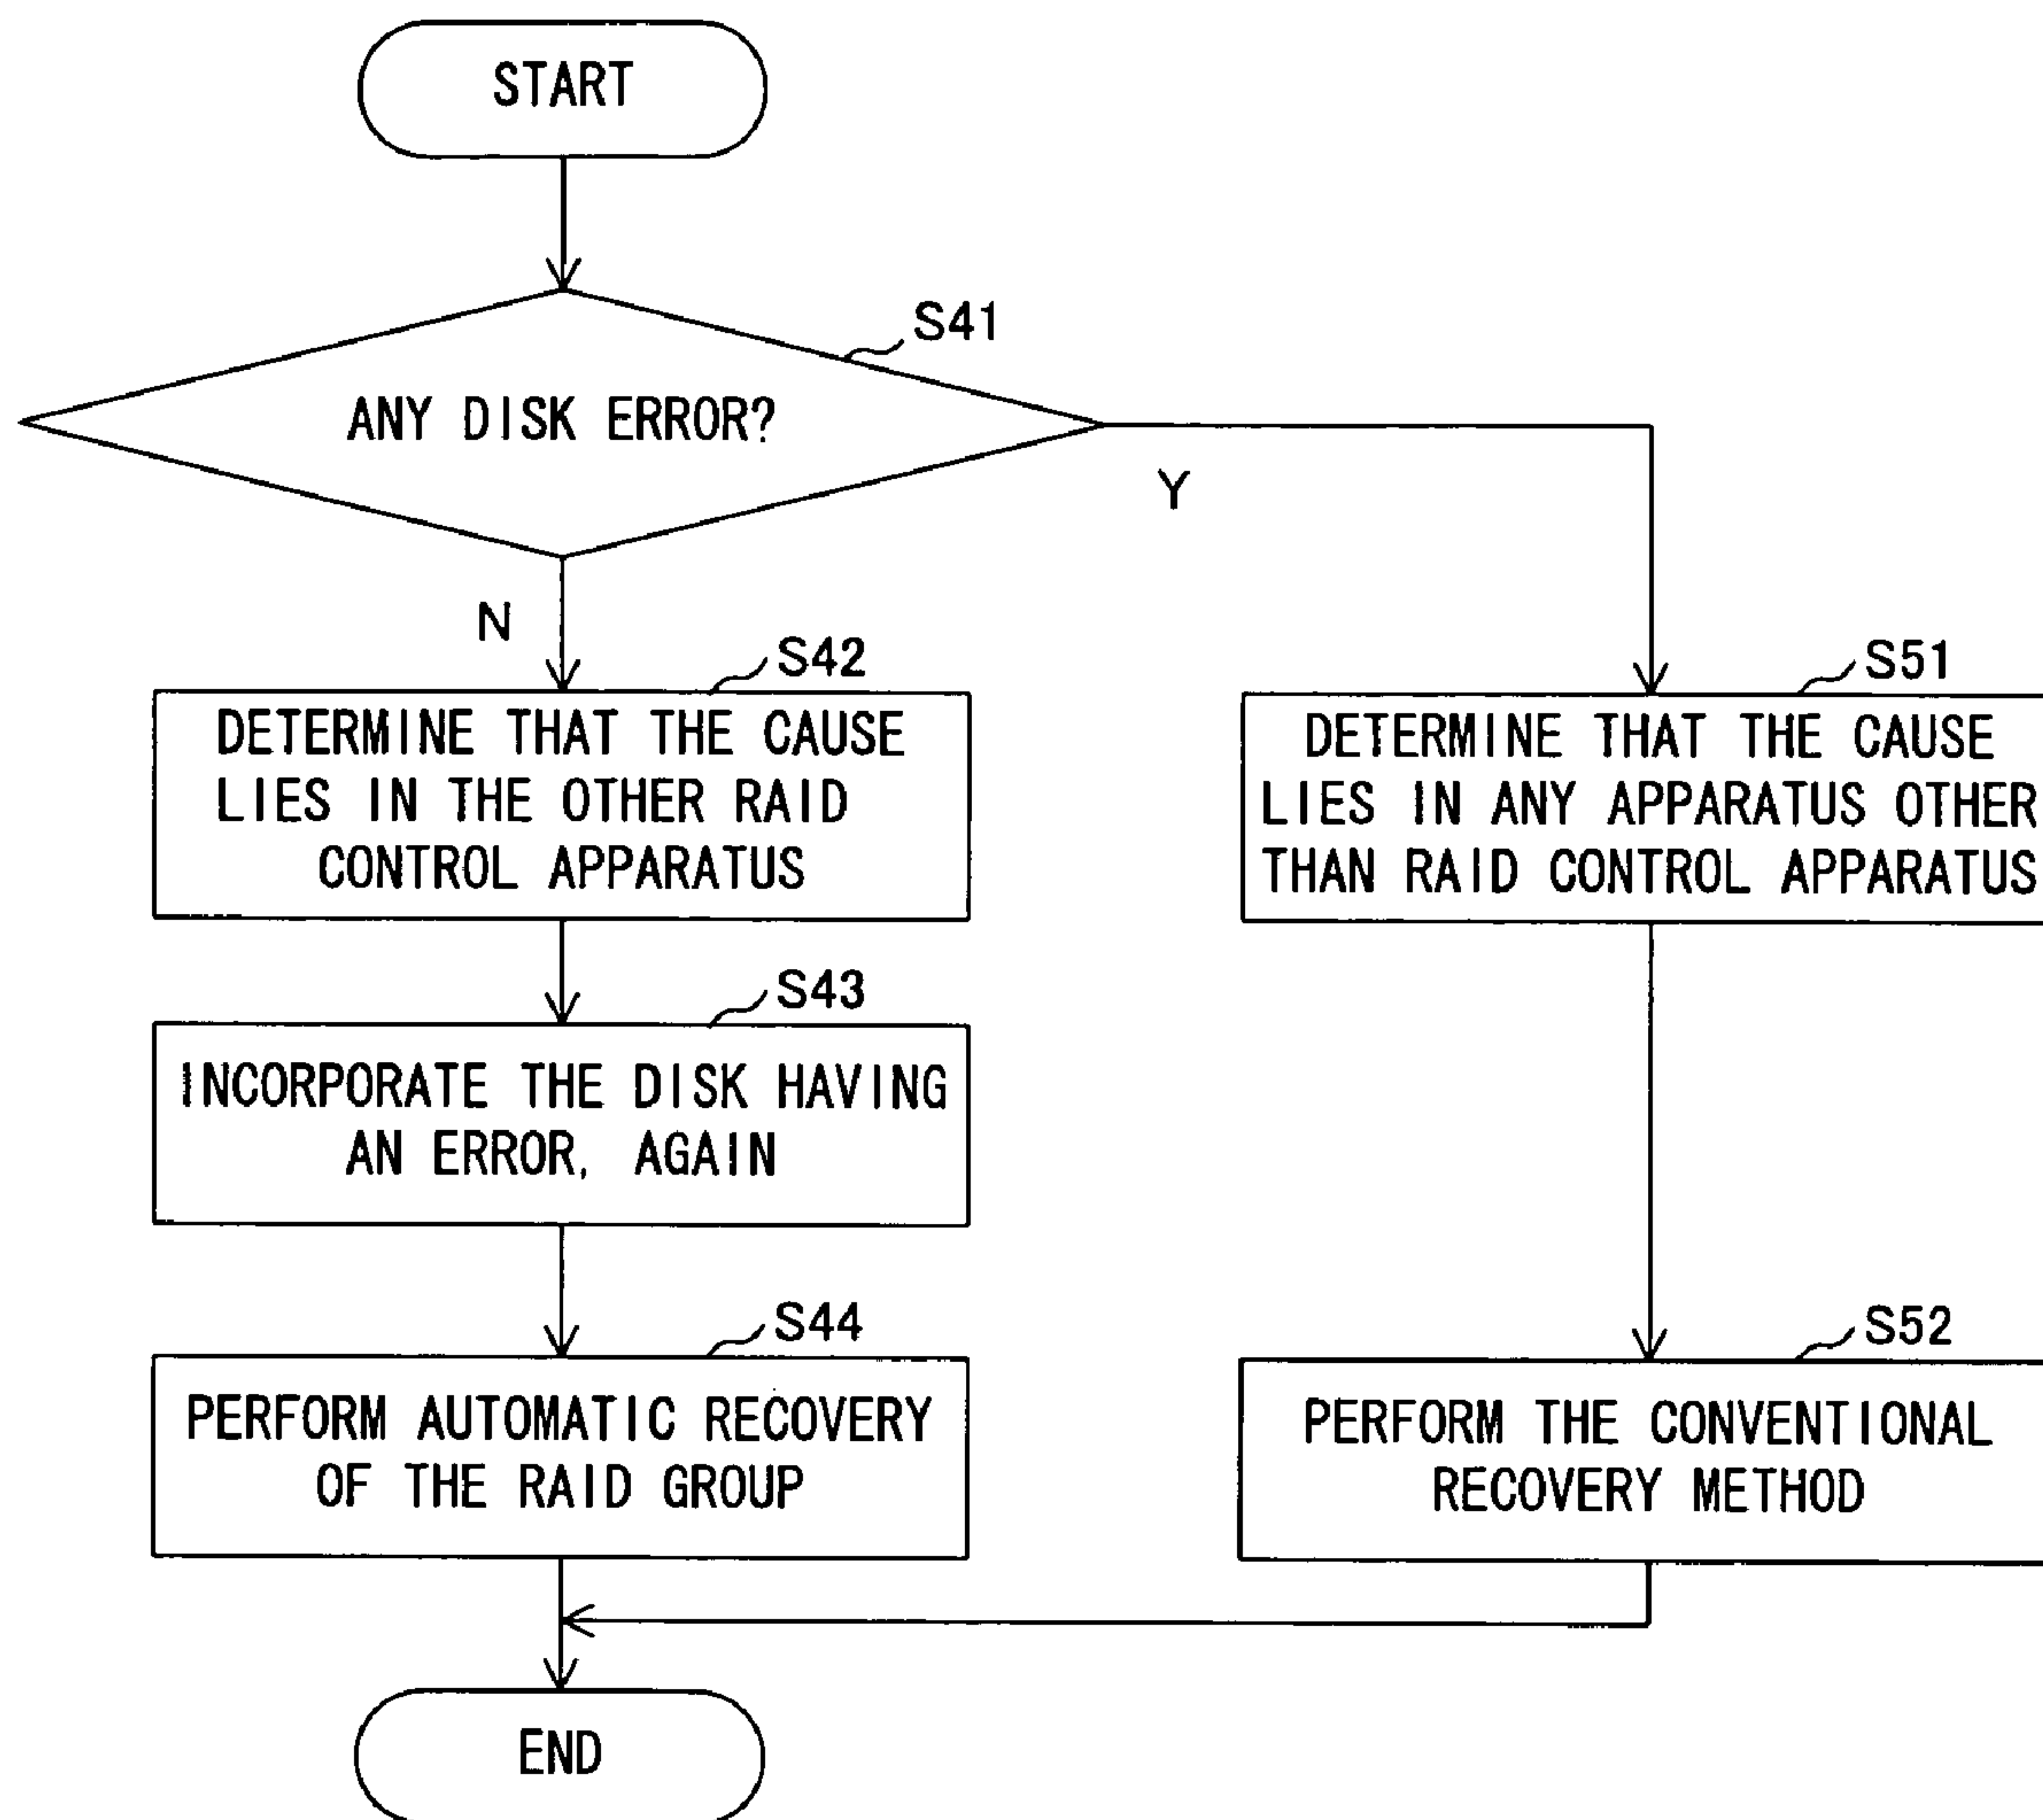 START
S41
ANY DISK ERROR?
Y
N
S42
DETERMINE THAT THE CAUSE
LIES IN THE OTHER RAID
CONTROL APPARATUS
S51
DETERMINE THAT THE CAUSE
LIES IN ANY APPARATUS OTHER
THAN RAID CONTROL APPARATUS
S43
INCORPORATE THE DISK HAVING
AN ERROR, AGAIN
S44
PERFORM AUTOMATIC RECOVERY
OF THE RAID GROUP
S52
PERFORM THE CONVENTIONAL
RECOVERY METHOD
END